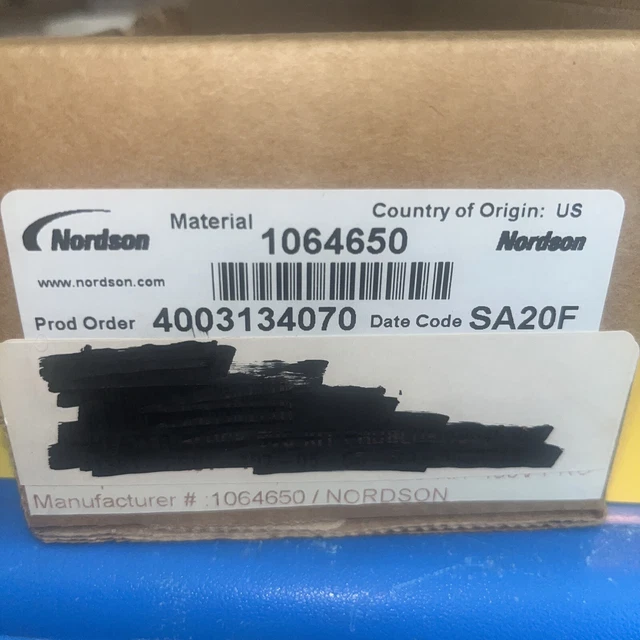 Country of Origin: US
Material
Nordson
1064650
Nordson
www.nordson.com
Prod Order 4003134070 Date Code SA20F
Manufacturer # :1064650 / NORDSON